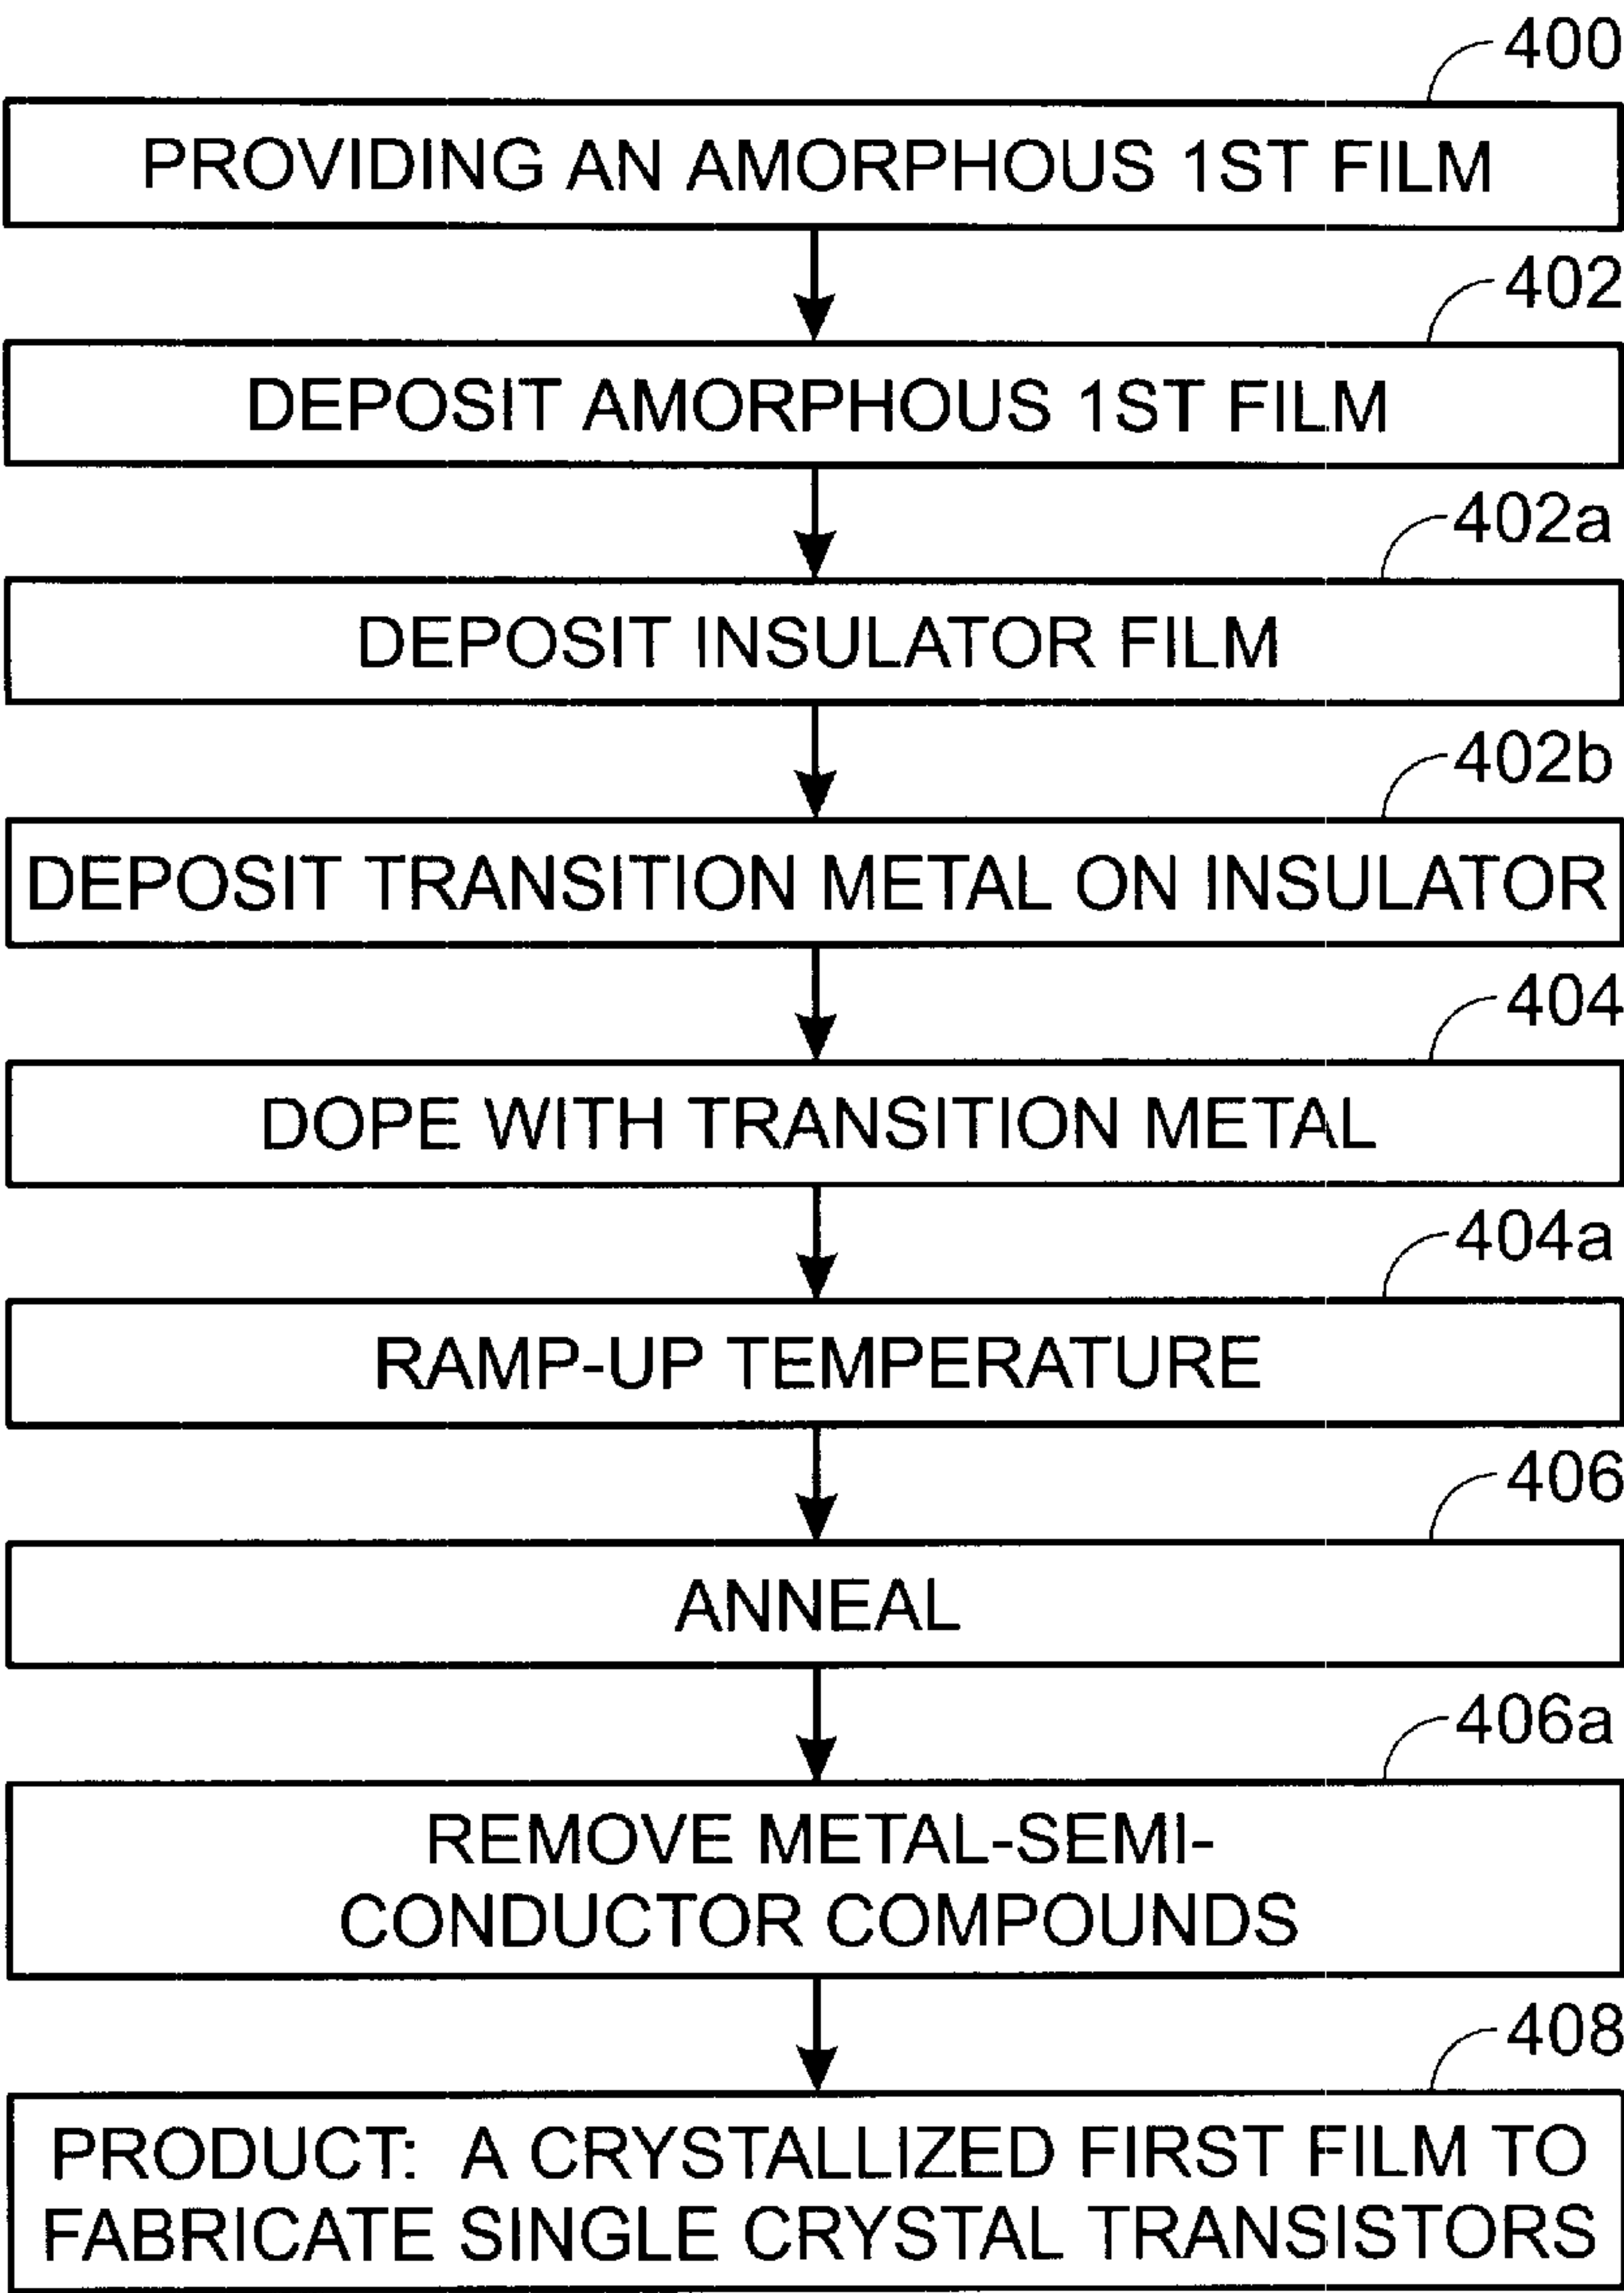 400
PROVIDING AN AMORPHOUS 1ST FILM
402
DEPOSIT AMORPHOUS 1ST FILM
402a
DEPOSIT INSULATOR FILM
402b
DEPOSIT TRANSITION METAL ON INSULATOR
404
DOPE WITH TRANSITION METAL
404a
RAMP-UP TEMPERATURE
406
ANNEAL
406a
REMOVE METAL-SEMI-
CONDUCTOR COMPOUNDS
408
PRODUCT: A CRYSTALLIZED FIRST FILM TO
FABRICATE SINGLE CRYSTAL TRANSISTORS